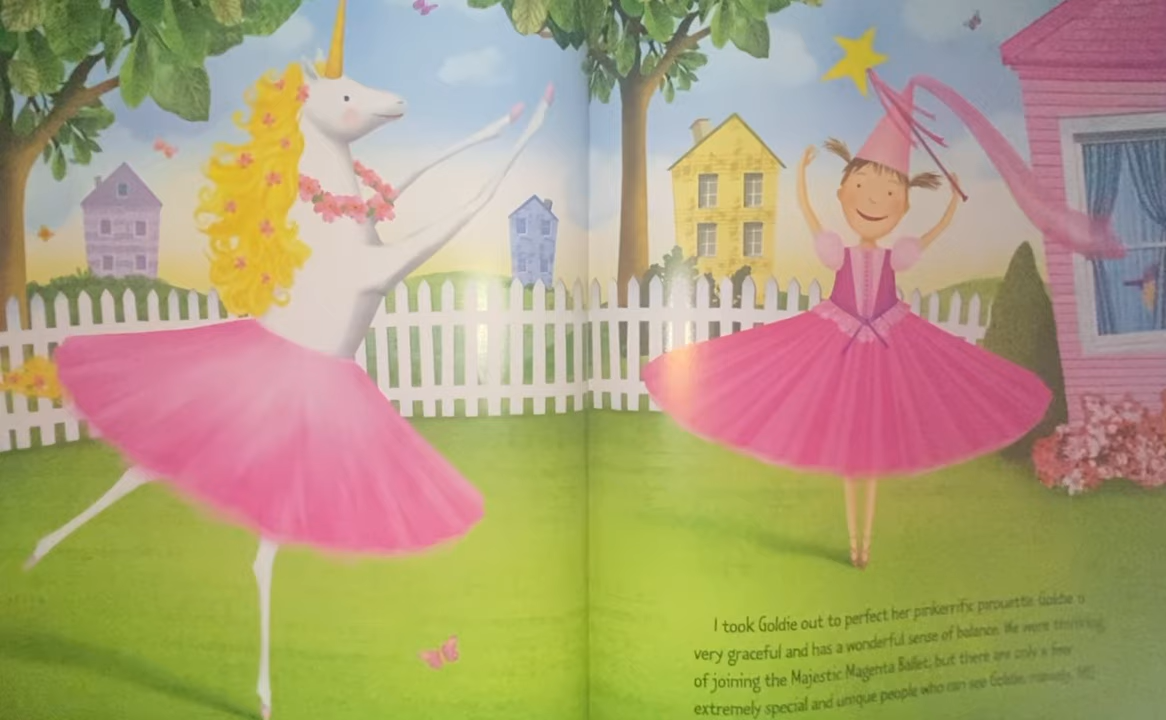 I took Goldie out to perfect her pinkerrific pirouette. Goldie is
very graceful and has a wonderful sense of balance. We were thinking
of joining the Majestic Magenta Ballet, but there are only a few
extremely special and unique people who can see Goldie, namely, ME!